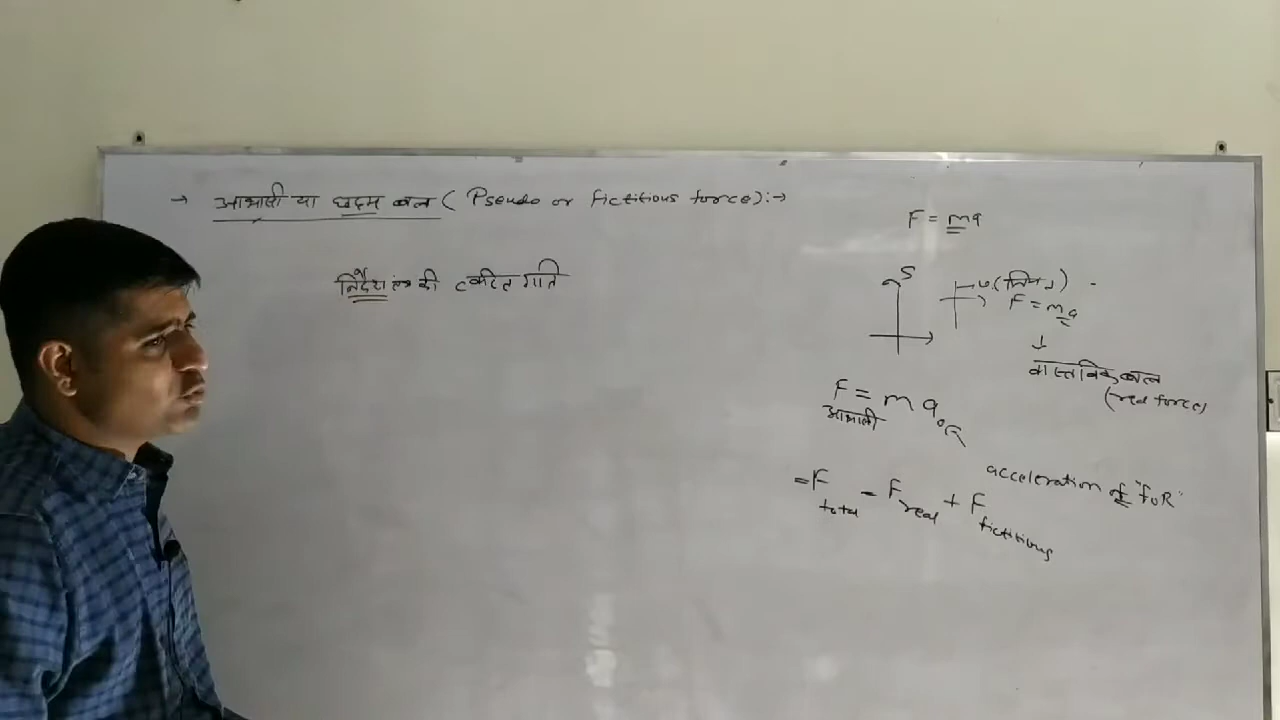 → आभासी या छद्म बल ( Pseudo or fictitious force):→
F = ma
निर्देश तंत्र की त्वरित गति
S
F = ma
↓
वास्तविक बल
(real force)
F = m a₀
आभासी
acceleration of "FoR"
= F total = F real + F fictitious